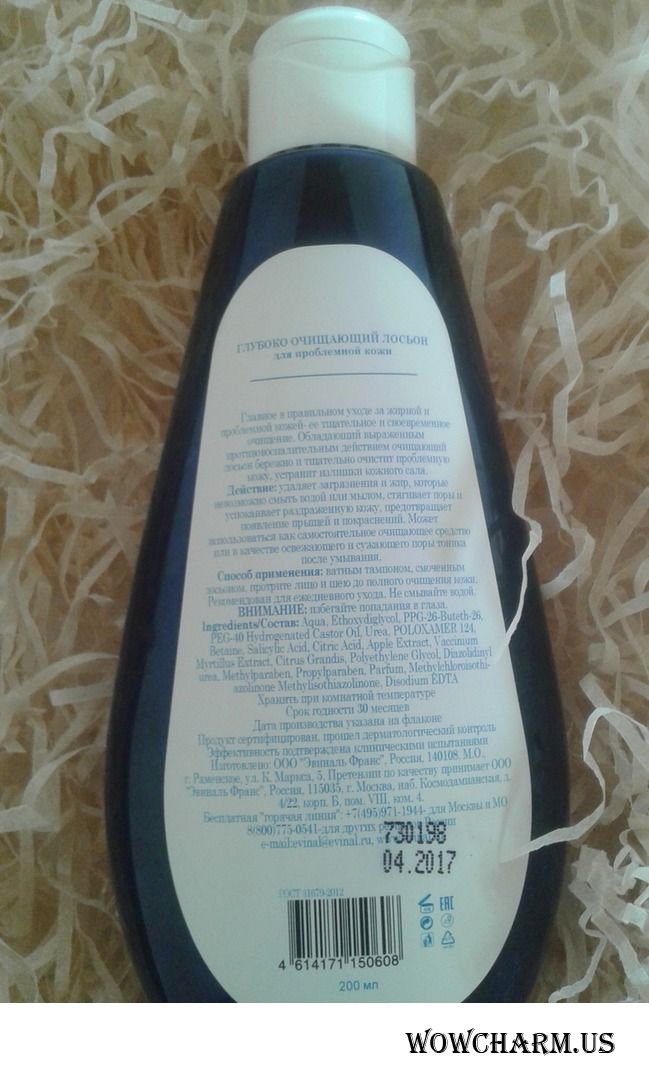 ГЛУБОКО ОЧИЩАЮЩИЙ ЛОСЬОН
для проблемной кожи
Главное в правильном уходе за жирной и
проблемной кожей- ее тщательное и своевременное
очищение. Обладающий выраженным
противовоспалительным действием очищающий
лосьон бережно и тщательно очистит проблемную
кожу, устранит излишки кожного сала.
Действие: удаляет загрязнения и жир, которые
невозможно смыть водой или мылом, стягивает поры и
успокаивает раздраженную кожу, предотвращает
появление прыщей и покраснений. Может
использоваться как самостоятельное очищающее средство
или в качестве освежающего и сужающего поры тоника
после умывания.
Способ применения: ватным тампоном, смоченным
лосьоном, протрите лицо и шею до полного очищения кожи.
Рекомендован для ежедневного ухода. Не смывайте водой.
ВНИМАНИЕ: избегайте попадания в глаза.
Ingredients/Состав: Aqua, Ethoxydiglycol, PPG-26-Buteth-26,
PEG-40 Hydrogenated Castor Oil, Urea, POLOXAMER 124,
Betaine, Salicylic Acid, Citric Acid, Apple Extract, Vaccinium
Myrtillus Extract, Citrus Grandis, Polyethylene Glycol, Diazolidinyl
urea, Methylparaben, Propylparaben, Parfum, Methylchloroisothi-
azolinone Methylisothiazolinone, Disodium EDTA
Хранить при комнатной температуре
Срок годности 30 месяцев
Дата производства указана на флаконе
Продукт сертифицирован, прошел дерматологический контроль
Эффективность подтверждена клиническими испытаниями
Изготовлено: ООО "Эвиналь Франс", Россия, 140108. М.О.,
г. Раменское, ул. К. Маркса, 5. Претензии по качеству принимает ООО
"Эвиналь Франс". Россия, 115035, г. Москва, наб. Космодамианская, д.
4/22, корп. Б, пом. VIII, ком. 4.
Бесплатная "горячая линия": +7(495)971-1944- для Москвы и МО
8/800)775-0541-для других России
e-mail:evinal@evinal.ru,
730198
04.2017
ГОСТ 31679-2012
EAC
4 614171 150608
200 мл
WOWCHARM.US